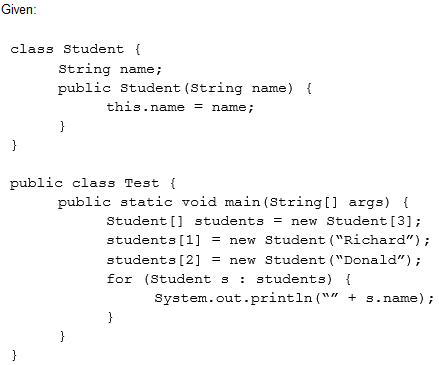 Given:
class Student {
String name;
public Student(String name) {
this.name = name;
}
}
public class Test {
public static void main(String[] args) {
Student[] students = new Student[3];
students[1] = new Student(“Richard”);
students[2] = new Student(“Donald”);
for (Student s : students) {
System.out.println(“” + s.name);
}
}
}